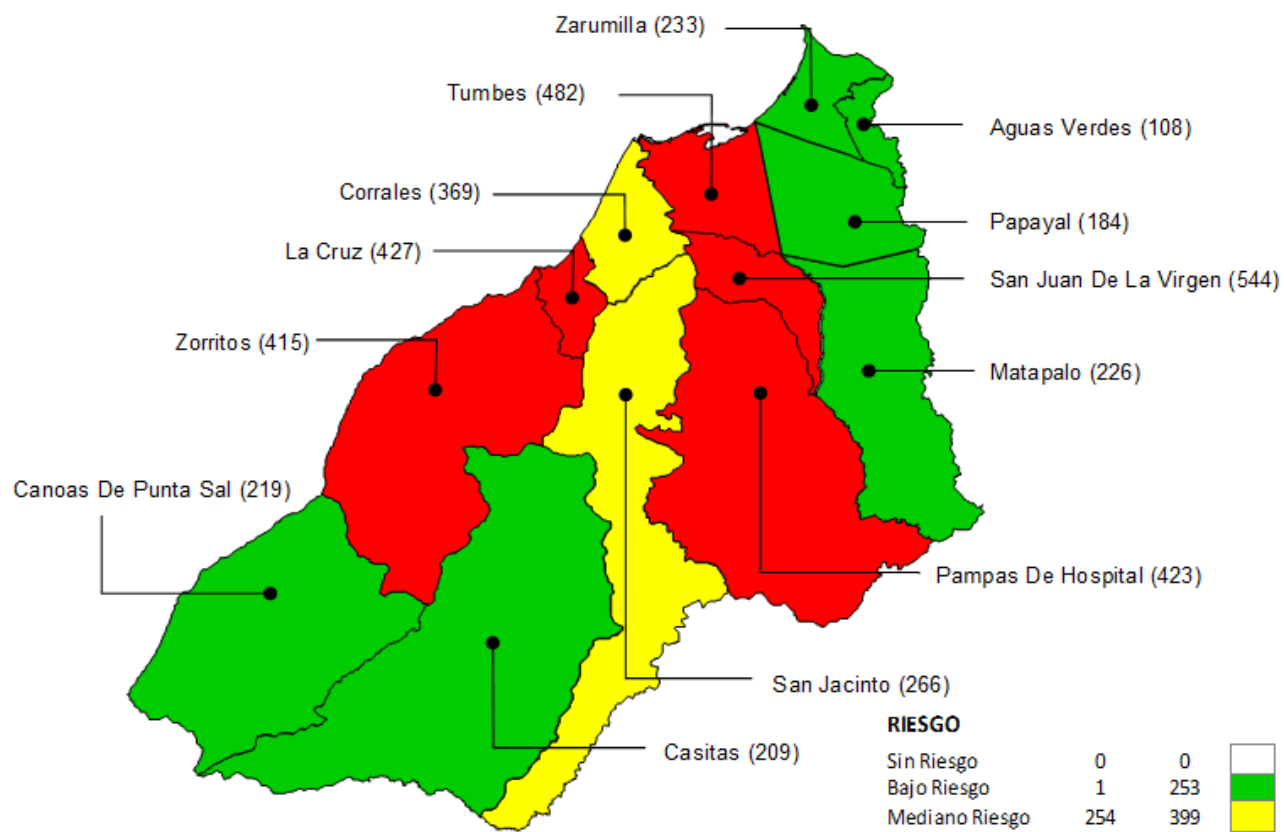 Zarumilla (233)
Tumbes (482)
Aguas Verdes (108)
Corrales (369)
Papayal (184)
La Cruz (427)
San Juan De La Virgen (544)
Zorritos (415)
Matapalo (226)
Canoas De Punta Sal (219)
Pampas De Hospital (423)
San Jacinto (266)
Casitas (209)
RIESGO
Sin Riesgo 0 0
Bajo Riesgo 1 253
Mediano Riesgo 254 399